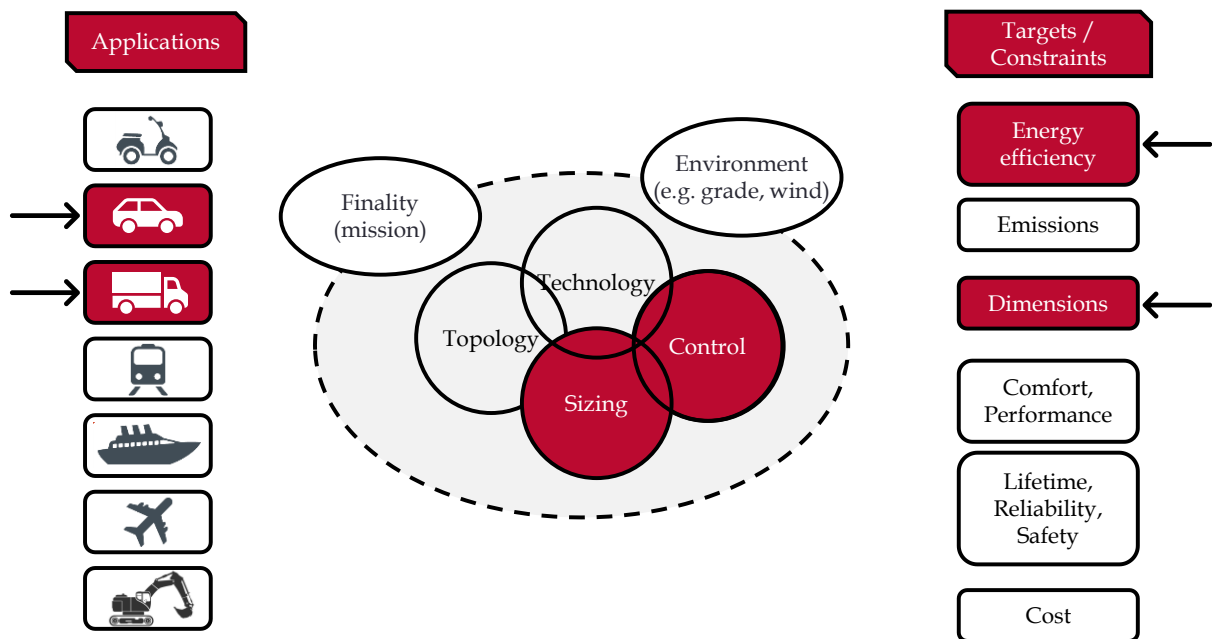 Applications
Finality
(mission)
Environment
(e.g. grade, wind)
Technology
Topology
Control
Sizing
Targets /
Constraints
Energy
efficiency
Emissions
Dimensions
Comfort,
Performance
Lifetime,
Reliability,
Safety
Cost